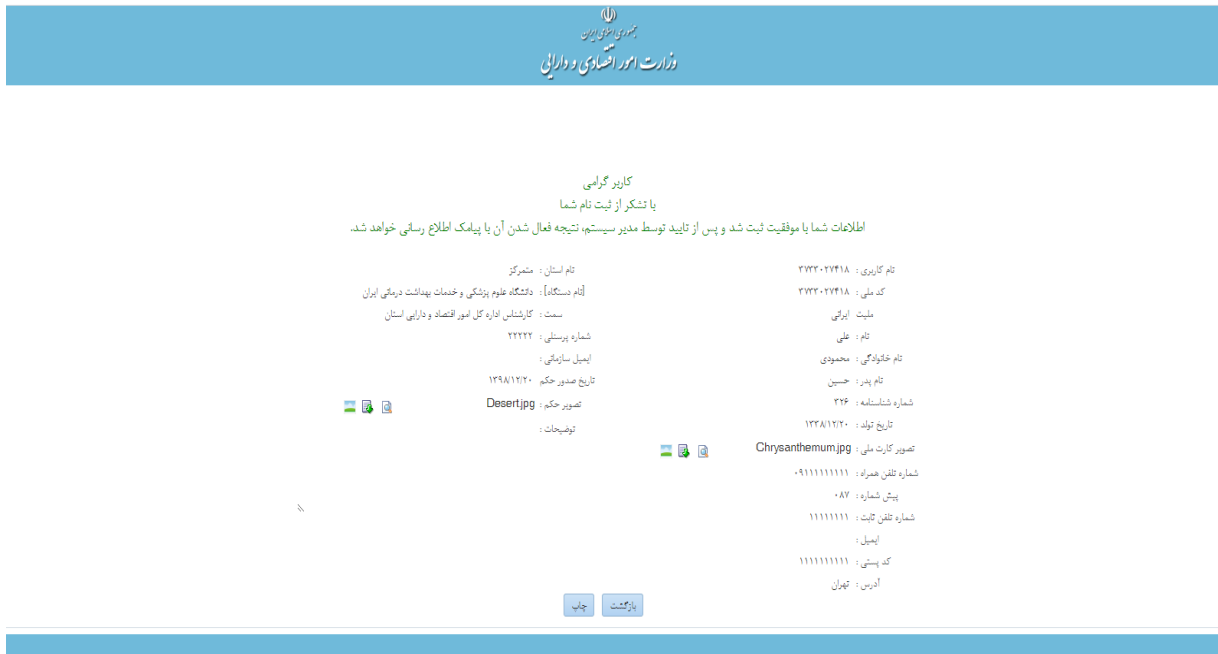 جمهوری اسلامی ایران
وزارت امور اقتصادی و دارایی
کاربر گرامی
با تشکر از ثبت نام شما
اطلاعات شما با موفقیت ثبت شد و پس از تایید توسط مدیر سیستم، نتیجه فعال شدن آن با پیامک اطلاع رسانی خواهد شد.
نام کاربری : ۳۷۳۳۰۲۷۴۱۸
کد ملی : ۳۷۳۳۰۲۷۴۱۸
ملیت ایرانی
نام : علی
نام خانوادگی : محمودی
نام پدر : حسین
شماره شناسنامه : ۳۲۶
تاریخ تولد : ۱۳۳۸/۱۲/۲۰
تصویر کارت ملی : Chrysanthemum.jpg
شماره تلفن همراه : ۰۹۱۱۱۱۱۱۱۱۱
پیش شماره : ۰۸۷
شماره تلفن ثابت : ۱۱۱۱۱۱۱۱
ایمیل :
کد پستی : ۱۱۱۱۱۱۱۱۱۱
آدرس : تهران
نام استان : متمرکز
[نام دستگاه] : دانشگاه علوم پزشکی و خدمات بهداشت درمانی ایران
سمت : کارشناس اداره کل امور اقتصاد و دارایی استان
شماره پرسنلی : ۲۲۲۲۲
ایمیل سازمانی :
تاریخ صدور حکم ۱۳۹۸/۱۲/۲۰
تصویر حکم : Desert.jpg
توضیحات :
بازگشت چاپ